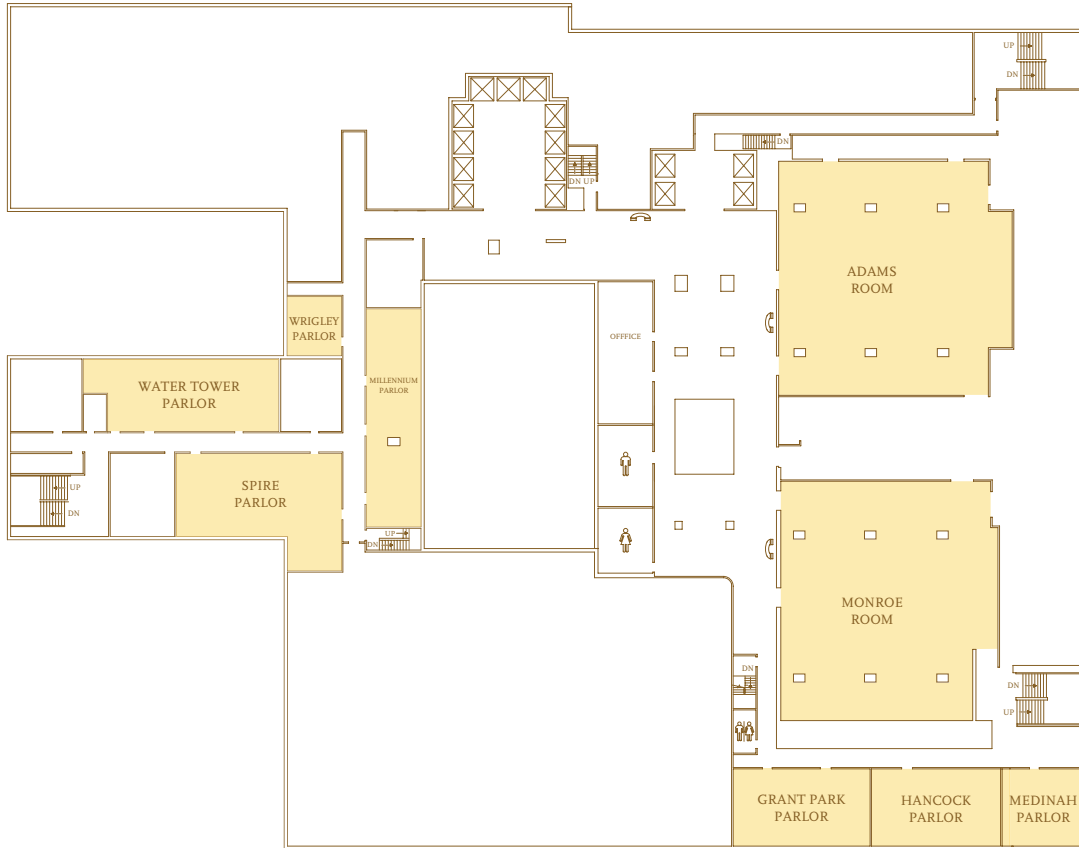 UP
DN
DN
DN UP
ADAMS
ROOM
WRIGLEY
PARLOR
OFFFICE
MILLENNIUM
PARLOR
WATER TOWER
PARLOR
SPIRE
PARLOR
UP
DN
UP
DN
MONROE
ROOM
DN
DN
UP
GRANT PARK
PARLOR
HANCOCK
PARLOR
MEDINAH
PARLOR